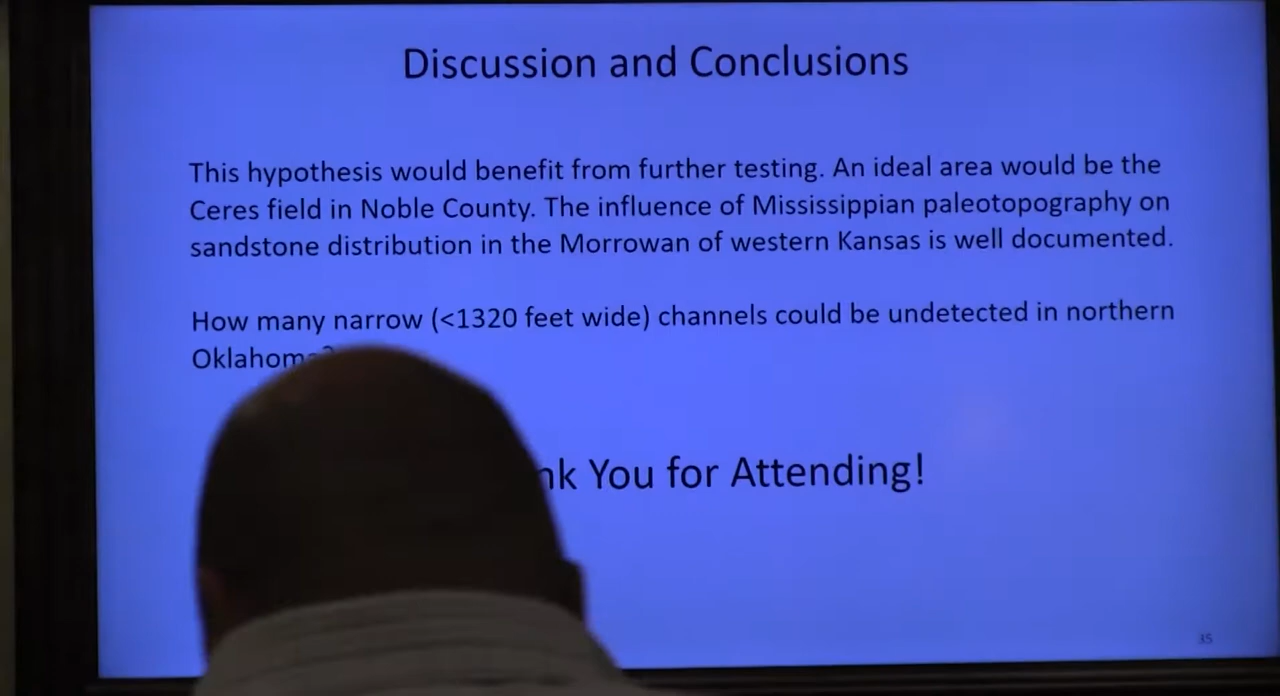 Discussion and Conclusions
This hypothesis would benefit from further testing. An ideal area would be the
Ceres field in Noble County. The influence of Mississippian paleotopography on
sandstone distribution in the Morrowan of western Kansas is well documented.
How many narrow (<1320 feet wide) channels could be undetected in northern
You for Attending!
35